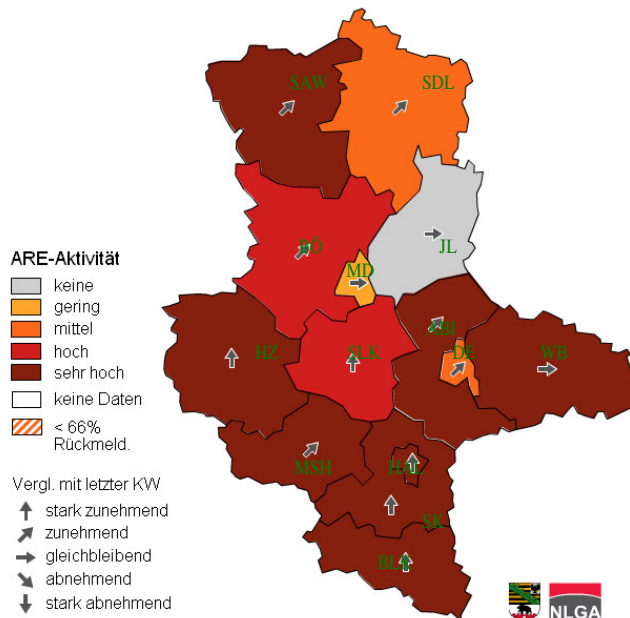 SAW
SDL
BÖ
JL
MD
ABI
HZ
SLK
DE
WB
MSH
HAL
SK
BLK
ARE-Aktivität
keine
gering
mittel
hoch
sehr hoch
keine Daten
< 66%
Rückmeld.
Vergl. mit letzter KW
stark zunehmend
zunehmend
gleichbleibend
abnehmend
stark abnehmend
NLGA